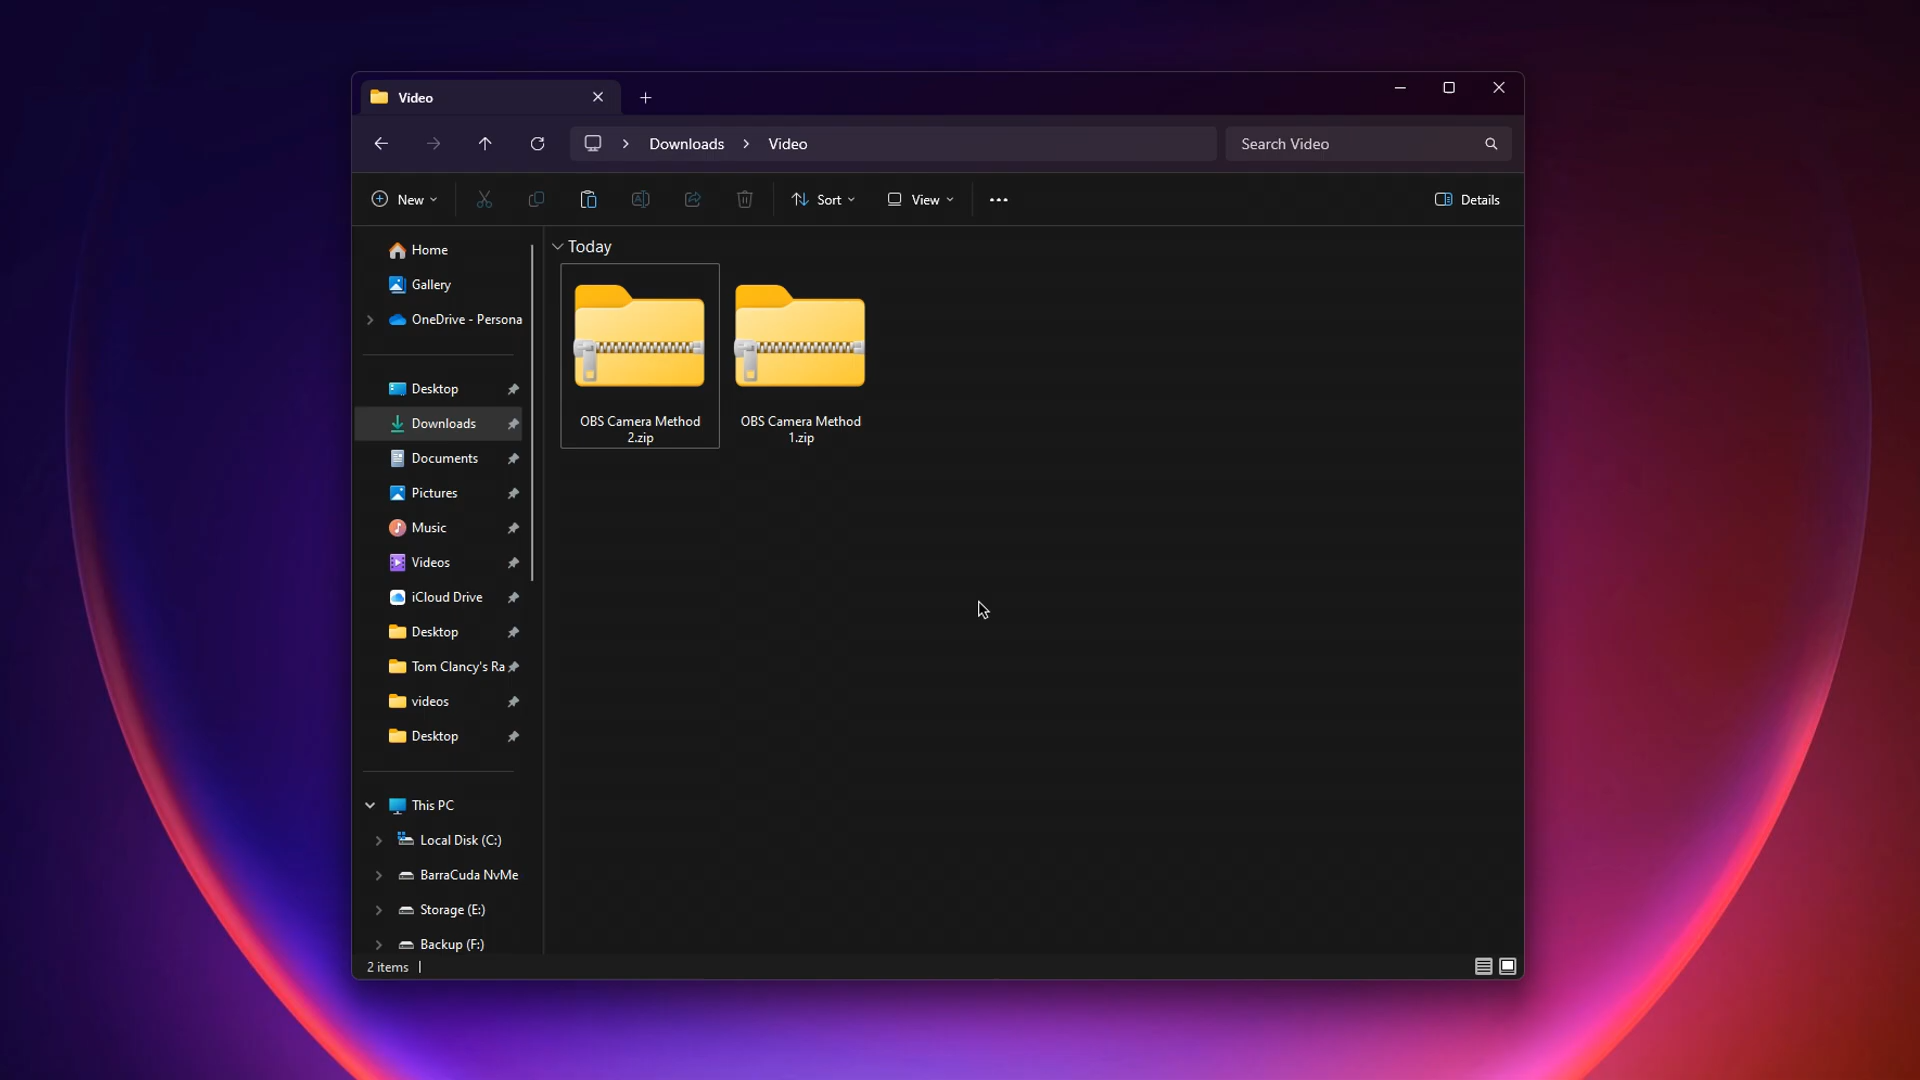 Video
Downloads
Video
Search Video
New
Sort
View
Details
Home
Gallery
OneDrive - Persona
Desktop
Downloads
Documents
Pictures
Music
Videos
iCloud Drive
Desktop
Tom Clancy's Ra
videos
Desktop
This PC
Local Disk (C:)
BarraCuda NvMe
Storage (E:)
Backup (F:)
Today
OBS Camera Method
2.zip
OBS Camera Method
1.zip
2 items